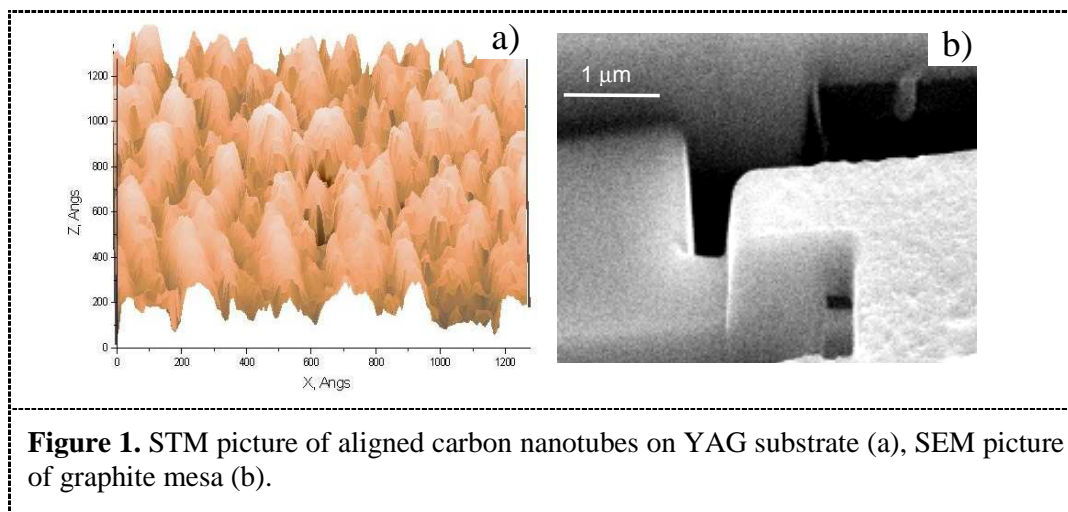 a)
1200
1000
800
600
400
200
0
Z, Angs
0 200 400 600 800 1000 1200
X, Angs
b)
1 μm
Figure 1. STM picture of aligned carbon nanotubes on YAG substrate (a), SEM picture
of graphite mesa (b).